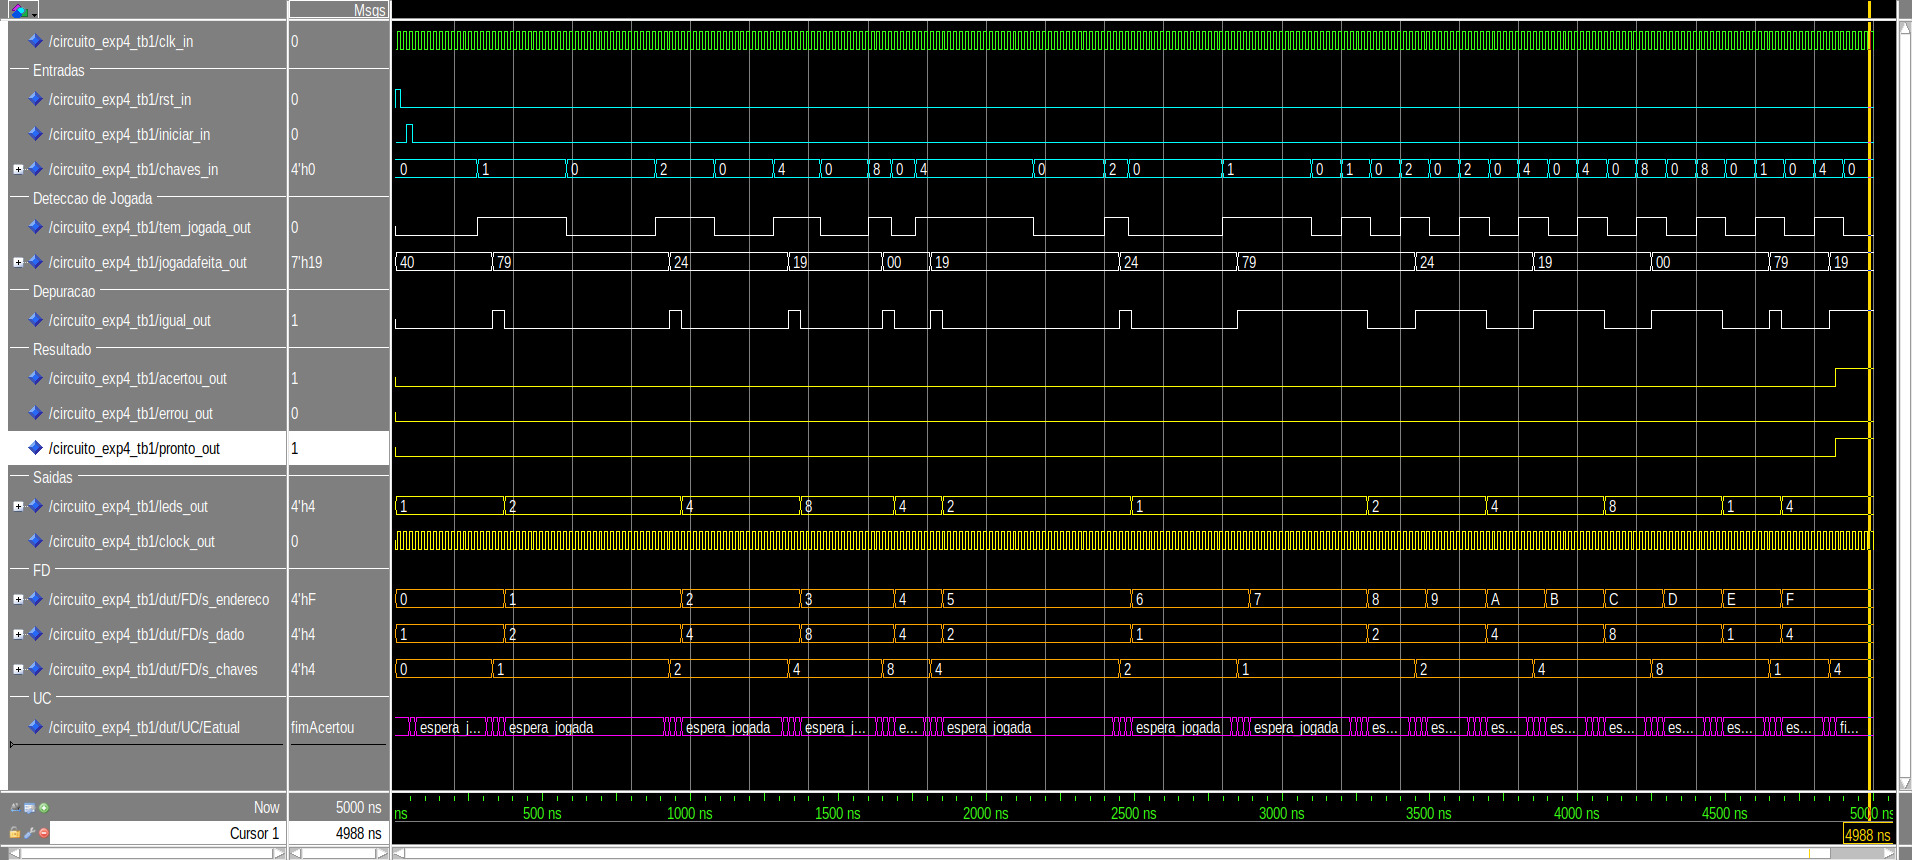 Msgs
/circuito_exp4_tb1/clk_in 0
Entradas
/circuito_exp4_tb1/rst_in 0
/circuito_exp4_tb1/iniciar_in 0
/circuito_exp4_tb1/chaves_in 4'h0 0 1 0 2 0 4 0 8 0 4 0 2 0 1 0 1 0 2 0 2 0 4 0 4 0 8 0 8 0 1 0 4 0
Deteccao de Jogada
/circuito_exp4_tb1/tem_jogada_out 0
/circuito_exp4_tb1/jogadafeita_out 7'h19 40 79 24 19 00 19 24 79 24 19 00 79 19
Depuracao
/circuito_exp4_tb1/igual_out 1
Resultado
/circuito_exp4_tb1/acertou_out 1
/circuito_exp4_tb1/errou_out 0
/circuito_exp4_tb1/pronto_out 1
Saidas
/circuito_exp4_tb1/leds_out 4'h4 1 2 4 8 4 2 1 2 4 8 1 4
/circuito_exp4_tb1/clock_out 0
FD
/circuito_exp4_tb1/dut/FD/s_endereco 4'hF 0 1 2 3 4 5 6 7 8 9 A B C D E F
/circuito_exp4_tb1/dut/FD/s_dado 4'h4 1 2 4 8 4 2 1 2 4 8 1 4
/circuito_exp4_tb1/dut/FD/s_chaves 4'h4 0 1 2 4 8 4 2 1 2 4 8 1 4
UC
/circuito_exp4_tb1/dut/UC/Eatual fimAcertou espera_j... espera_jogada espera_jogada espera_j... e... espera_jogada espera_jogada espera_jogada es... es... es... es... es... es... es... es... fi...
Now 5000 ns ns 500 ns 1000 ns 1500 ns 2000 ns 2500 ns 3000 ns 3500 ns 4000 ns 4500 ns 5000 ns
Cursor 1 4988 ns 4988 ns